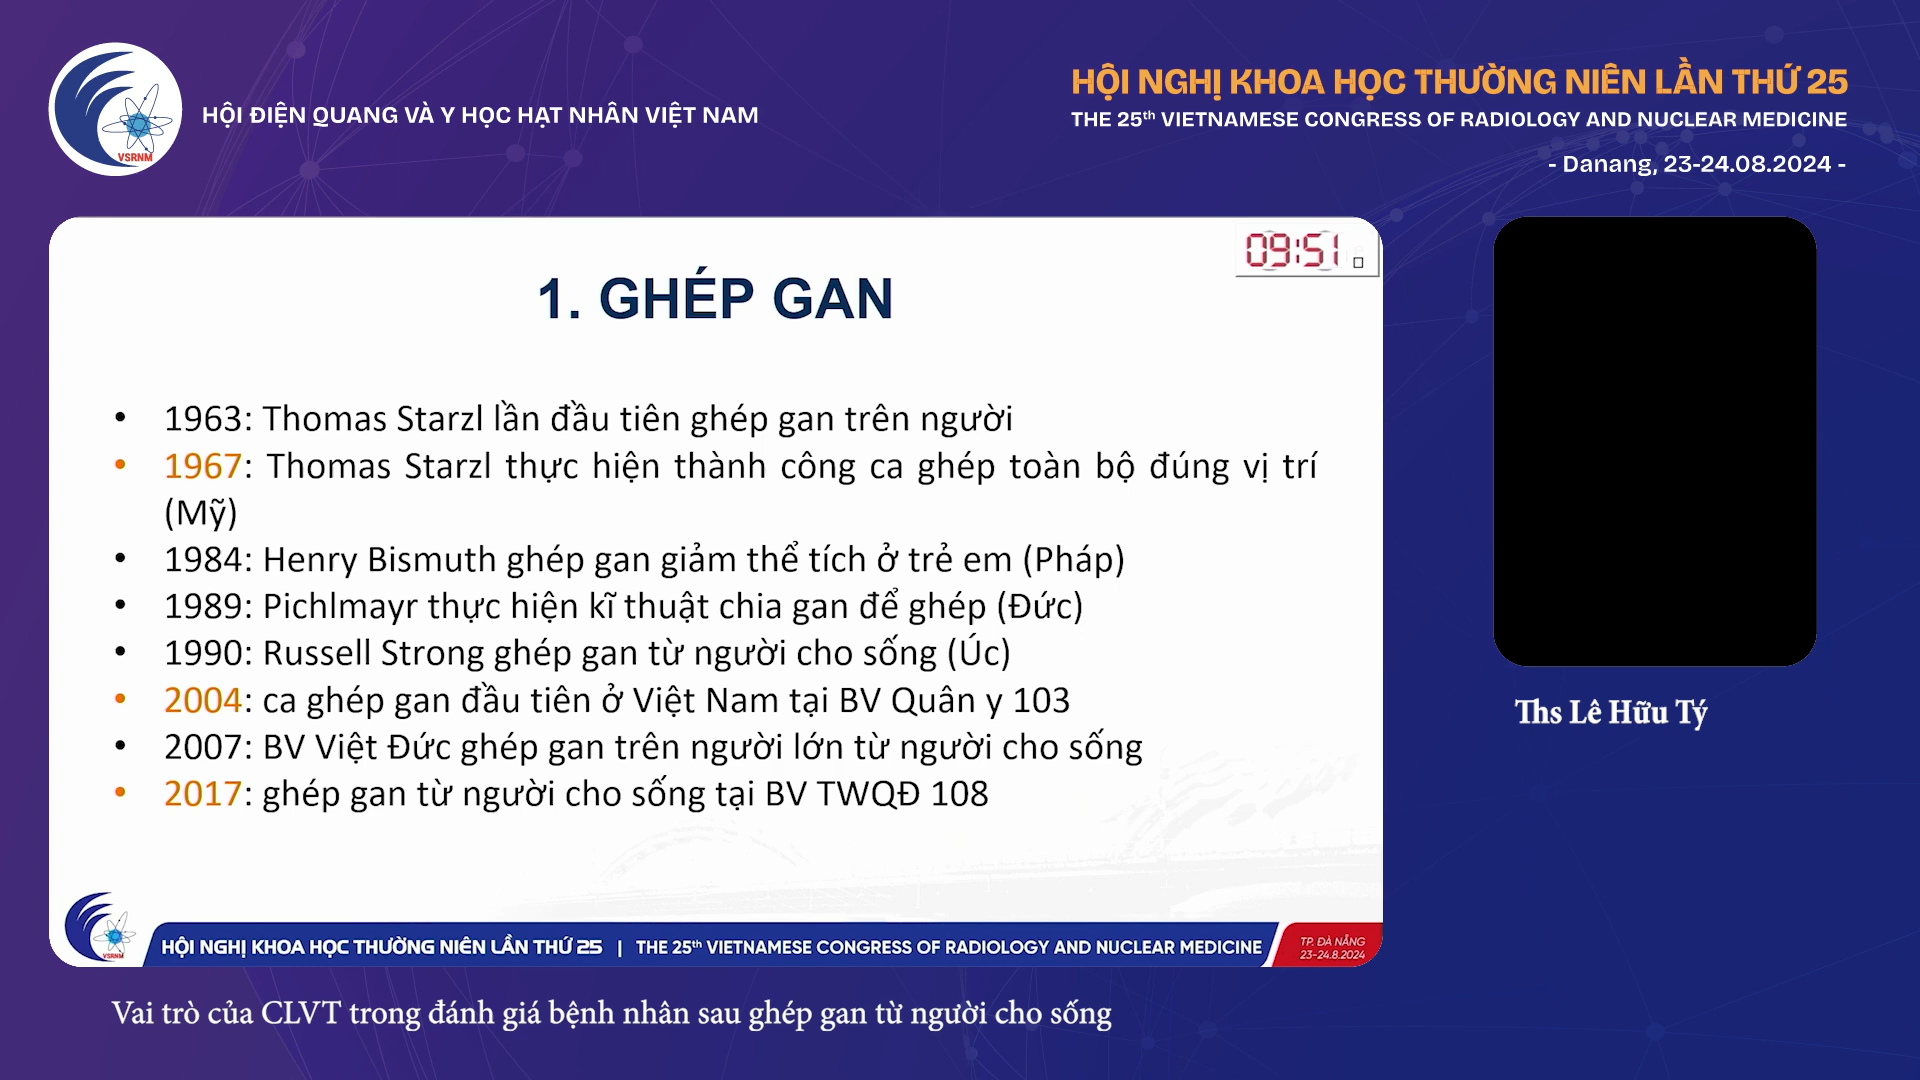 HỘI ĐIỆN QUANG VÀ Y HỌC HẠT NHÂN VIỆT NAM
VSRNM
HỘI NGHỊ KHOA HỌC THƯỜNG NIÊN LẦN THỨ 25
THE 25th VIETNAMESE CONGRESS OF RADIOLOGY AND NUCLEAR MEDICINE
- Danang, 23-24.08.2024 -
09:51
1. GHÉP GAN
• 1963: Thomas Starzl lần đầu tiên ghép gan trên người
• 1967: Thomas Starzl thực hiện thành công ca ghép toàn bộ đúng vị trí
(Mỹ)
• 1984: Henry Bismuth ghép gan giảm thể tích ở trẻ em (Pháp)
• 1989: Pichlmayr thực hiện kĩ thuật chia gan để ghép (Đức)
• 1990: Russell Strong ghép gan từ người cho sống (Úc)
• 2004: ca ghép gan đầu tiên ở Việt Nam tại BV Quân y 103
• 2007: BV Việt Đức ghép gan trên người lớn từ người cho sống
• 2017: ghép gan từ người cho sống tại BV TWQĐ 108
Ths Lê Hữu Tý
VSRNM
HỘI NGHỊ KHOA HỌC THƯỜNG NIÊN LẦN THỨ 25 | THE 25th VIETNAMESE CONGRESS OF RADIOLOGY AND NUCLEAR MEDICINE
TP. ĐÀ NẴNG
23-24.8.2024
Vai trò của CLVT trong đánh giá bệnh nhân sau ghép gan từ người cho sống